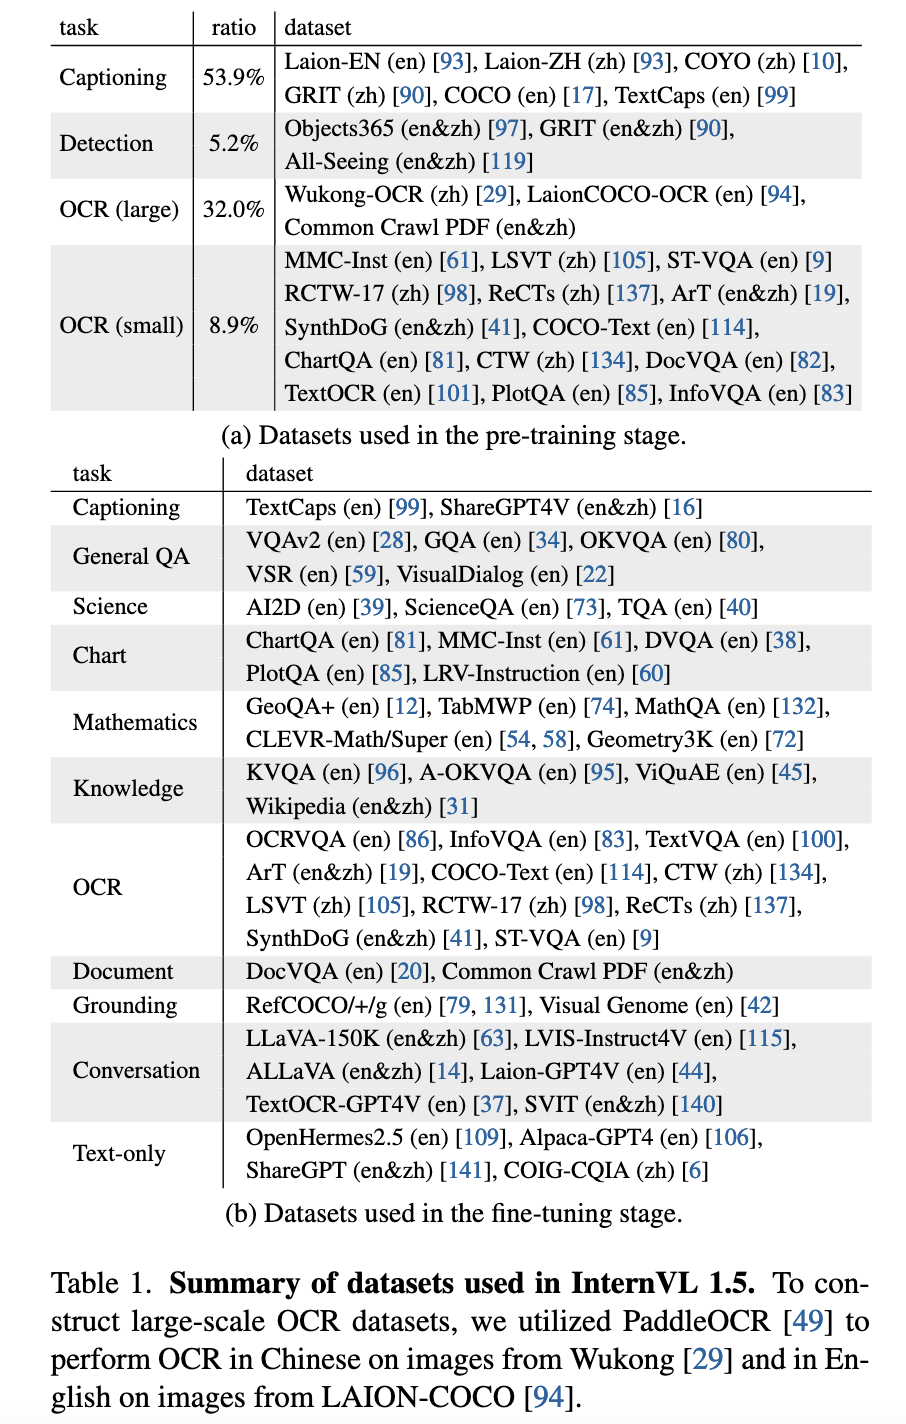 task ratio dataset
Captioning 53.9% Laion-EN (en) [93], Laion-ZH (zh) [93], COYO (zh) [10],
GRIT (zh) [90], COCO (en) [17], TextCaps (en) [99]
Detection 5.2% Objects365 (en&zh) [97], GRIT (en&zh) [90],
All-Seeing (en&zh) [119]
OCR (large) 32.0% Wukong-OCR (zh) [29], LaionCOCO-OCR (en) [94],
Common Crawl PDF (en&zh)
OCR (small) 8.9% MMC-Inst (en) [61], LSVT (zh) [105], ST-VQA (en) [9]
RCTW-17 (zh) [98], ReCTs (zh) [137], ArT (en&zh) [19],
SynthDoG (en&zh) [41], COCO-Text (en) [114],
ChartQA (en) [81], CTW (zh) [134], DocVQA (en) [82],
TextOCR (en) [101], PlotQA (en) [85], InfoVQA (en) [83]
(a) Datasets used in the pre-training stage.
task dataset
Captioning TextCaps (en) [99], ShareGPT4V (en&zh) [16]
General QA VQAv2 (en) [28], GQA (en) [34], OKVQA (en) [80],
VSR (en) [59], VisualDialog (en) [22]
Science AI2D (en) [39], ScienceQA (en) [73], TQA (en) [40]
Chart ChartQA (en) [81], MMC-Inst (en) [61], DVQA (en) [38],
PlotQA (en) [85], LRV-Instruction (en) [60]
Mathematics GeoQA+ (en) [12], TabMWP (en) [74], MathQA (en) [132],
CLEVR-Math/Super (en) [54, 58], Geometry3K (en) [72]
Knowledge KVQA (en) [96], A-OKVQA (en) [95], ViQuAE (en) [45],
Wikipedia (en&zh) [31]
OCR OCRVQA (en) [86], InfoVQA (en) [83], TextVQA (en) [100],
ArT (en&zh) [19], COCO-Text (en) [114], CTW (zh) [134],
LSVT (zh) [105], RCTW-17 (zh) [98], ReCTs (zh) [137],
SynthDoG (en&zh) [41], ST-VQA (en) [9]
Document DocVQA (en) [20], Common Crawl PDF (en&zh)
Grounding RefCOCO/+/g (en) [79, 131], Visual Genome (en) [42]
Conversation LLaVA-150K (en&zh) [63], LVIS-Instruct4V (en) [115],
ALLaVA (en&zh) [14], Laion-GPT4V (en) [44],
TextOCR-GPT4V (en) [37], SVIT (en&zh) [140]
Text-only OpenHermes2.5 (en) [109], Alpaca-GPT4 (en) [106],
ShareGPT (en&zh) [141], COIG-CQIA (zh) [6]
(b) Datasets used in the fine-tuning stage.
Table 1. Summary of datasets used in InternVL 1.5. To con-
struct large-scale OCR datasets, we utilized PaddleOCR [49] to
perform OCR in Chinese on images from Wukong [29] and in En-
glish on images from LAION-COCO [94].